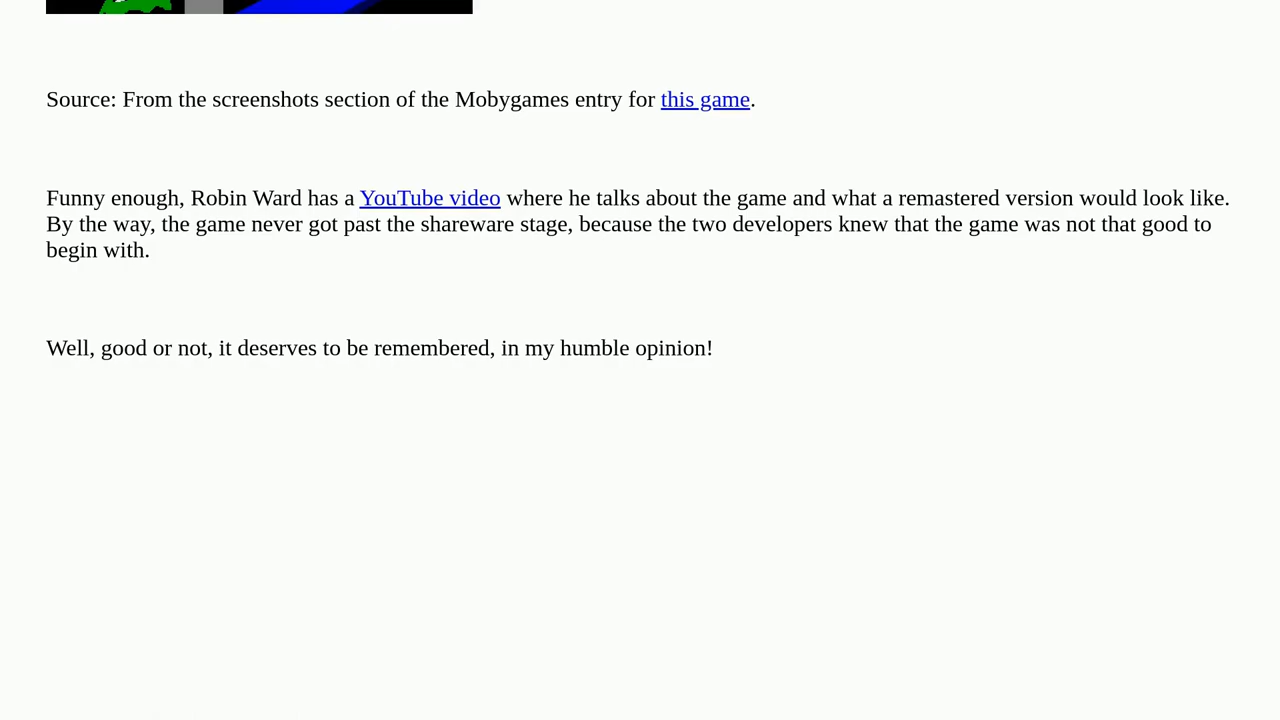 Source: From the screenshots section of the Mobygames entry for this game.
Funny enough, Robin Ward has a YouTube video where he talks about the game and what a remastered version would look like.
By the way, the game never got past the shareware stage, because the two developers knew that the game was not that good to
begin with.
Well, good or not, it deserves to be remembered, in my humble opinion!